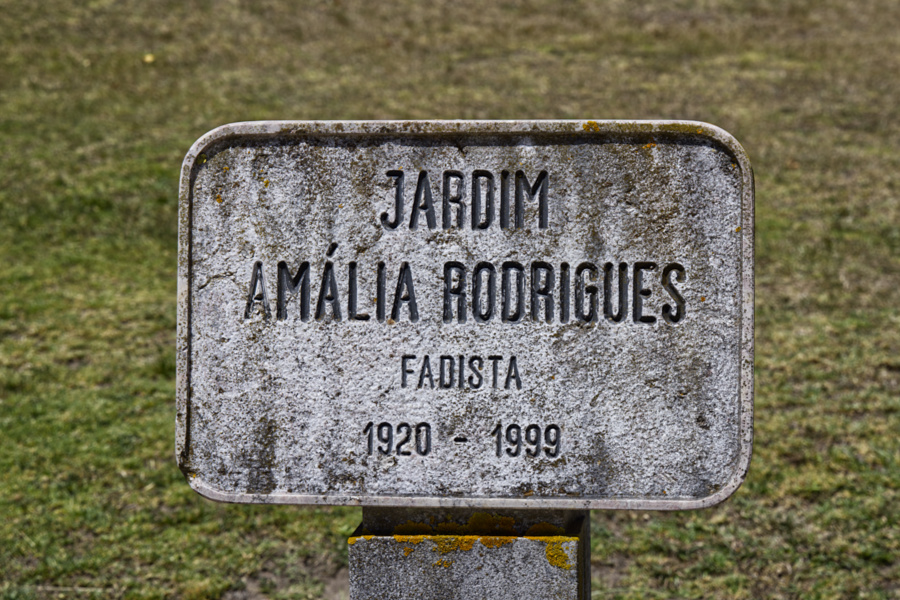 JARDIM
AMÁLIA RODRIGUES
FADISTA
1920 - 1999